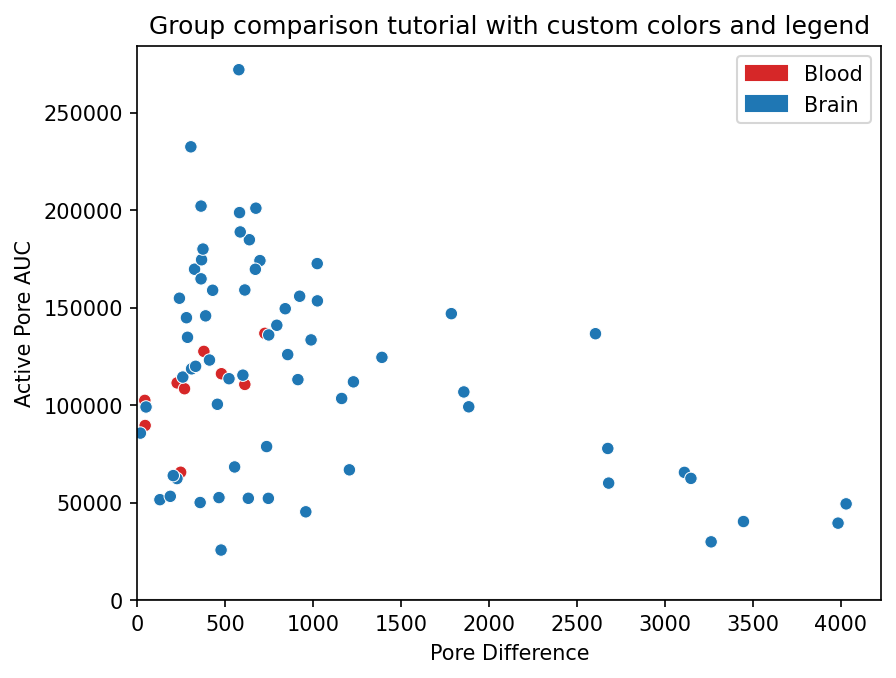 Group comparison tutorial with custom colors and legend
Blood
Brain
250000
200000
150000
100000
50000
0
Active Pore AUC
0 500 1000 1500 2000 2500 3000 3500 4000
Pore Difference